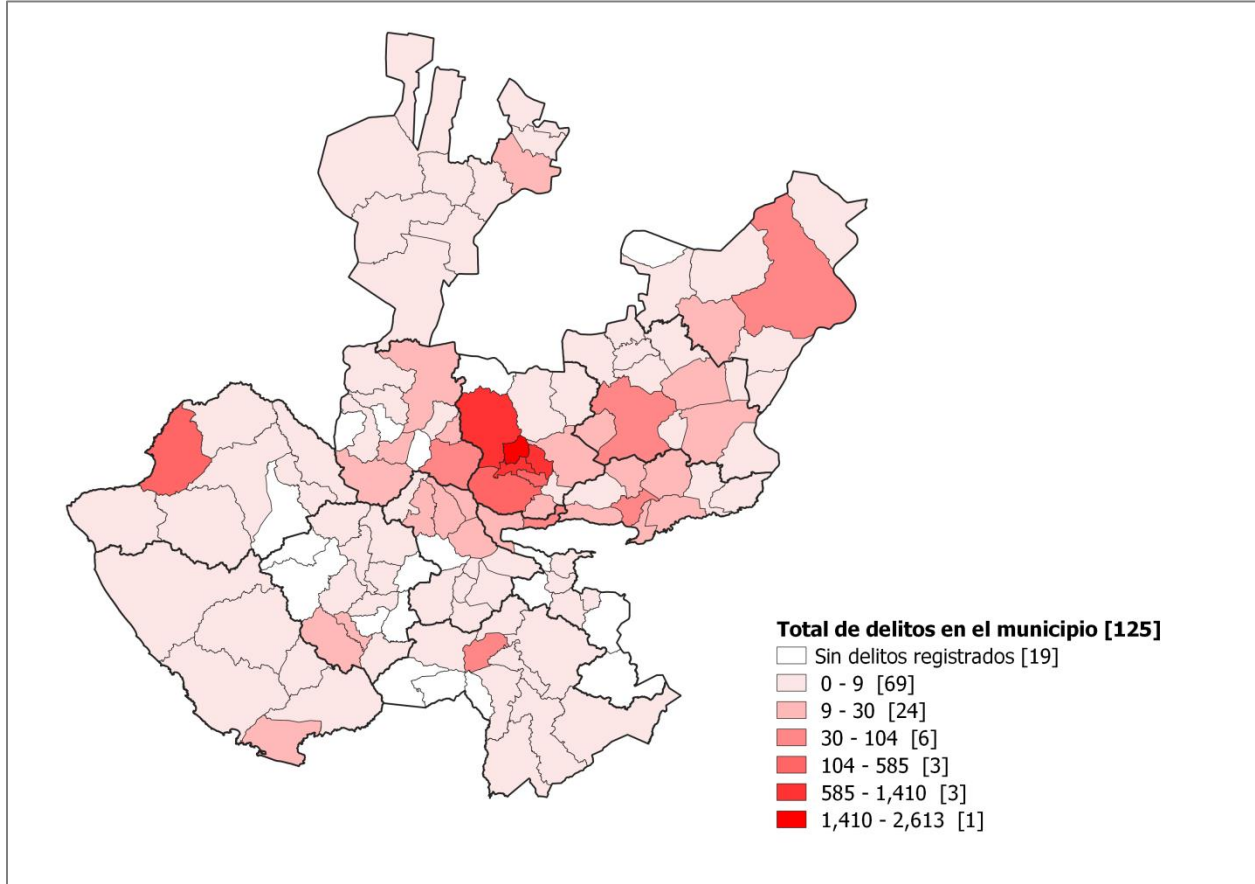 Total de delitos en el municipio [125]
Sin delitos registrados [19]
0 - 9 [69]
9 - 30 [24]
30 - 104 [6]
104 - 585 [3]
585 - 1,410 [3]
1,410 - 2,613 [1]